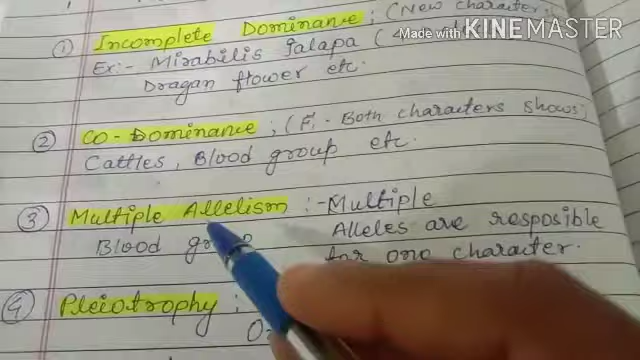 Made with KINEMASTER
① Incomplete Dominance; (New character;
Ex:- Mirabilis jalapa (
Dragan flower etc.
② CO-Dominance; (F₁ - Both characters shows)
Cattles, Blood group etc.
③ Multiple Allelism :- Multiple
Blood Alleles are resposible
for one character.
④ Pleiotrophy :